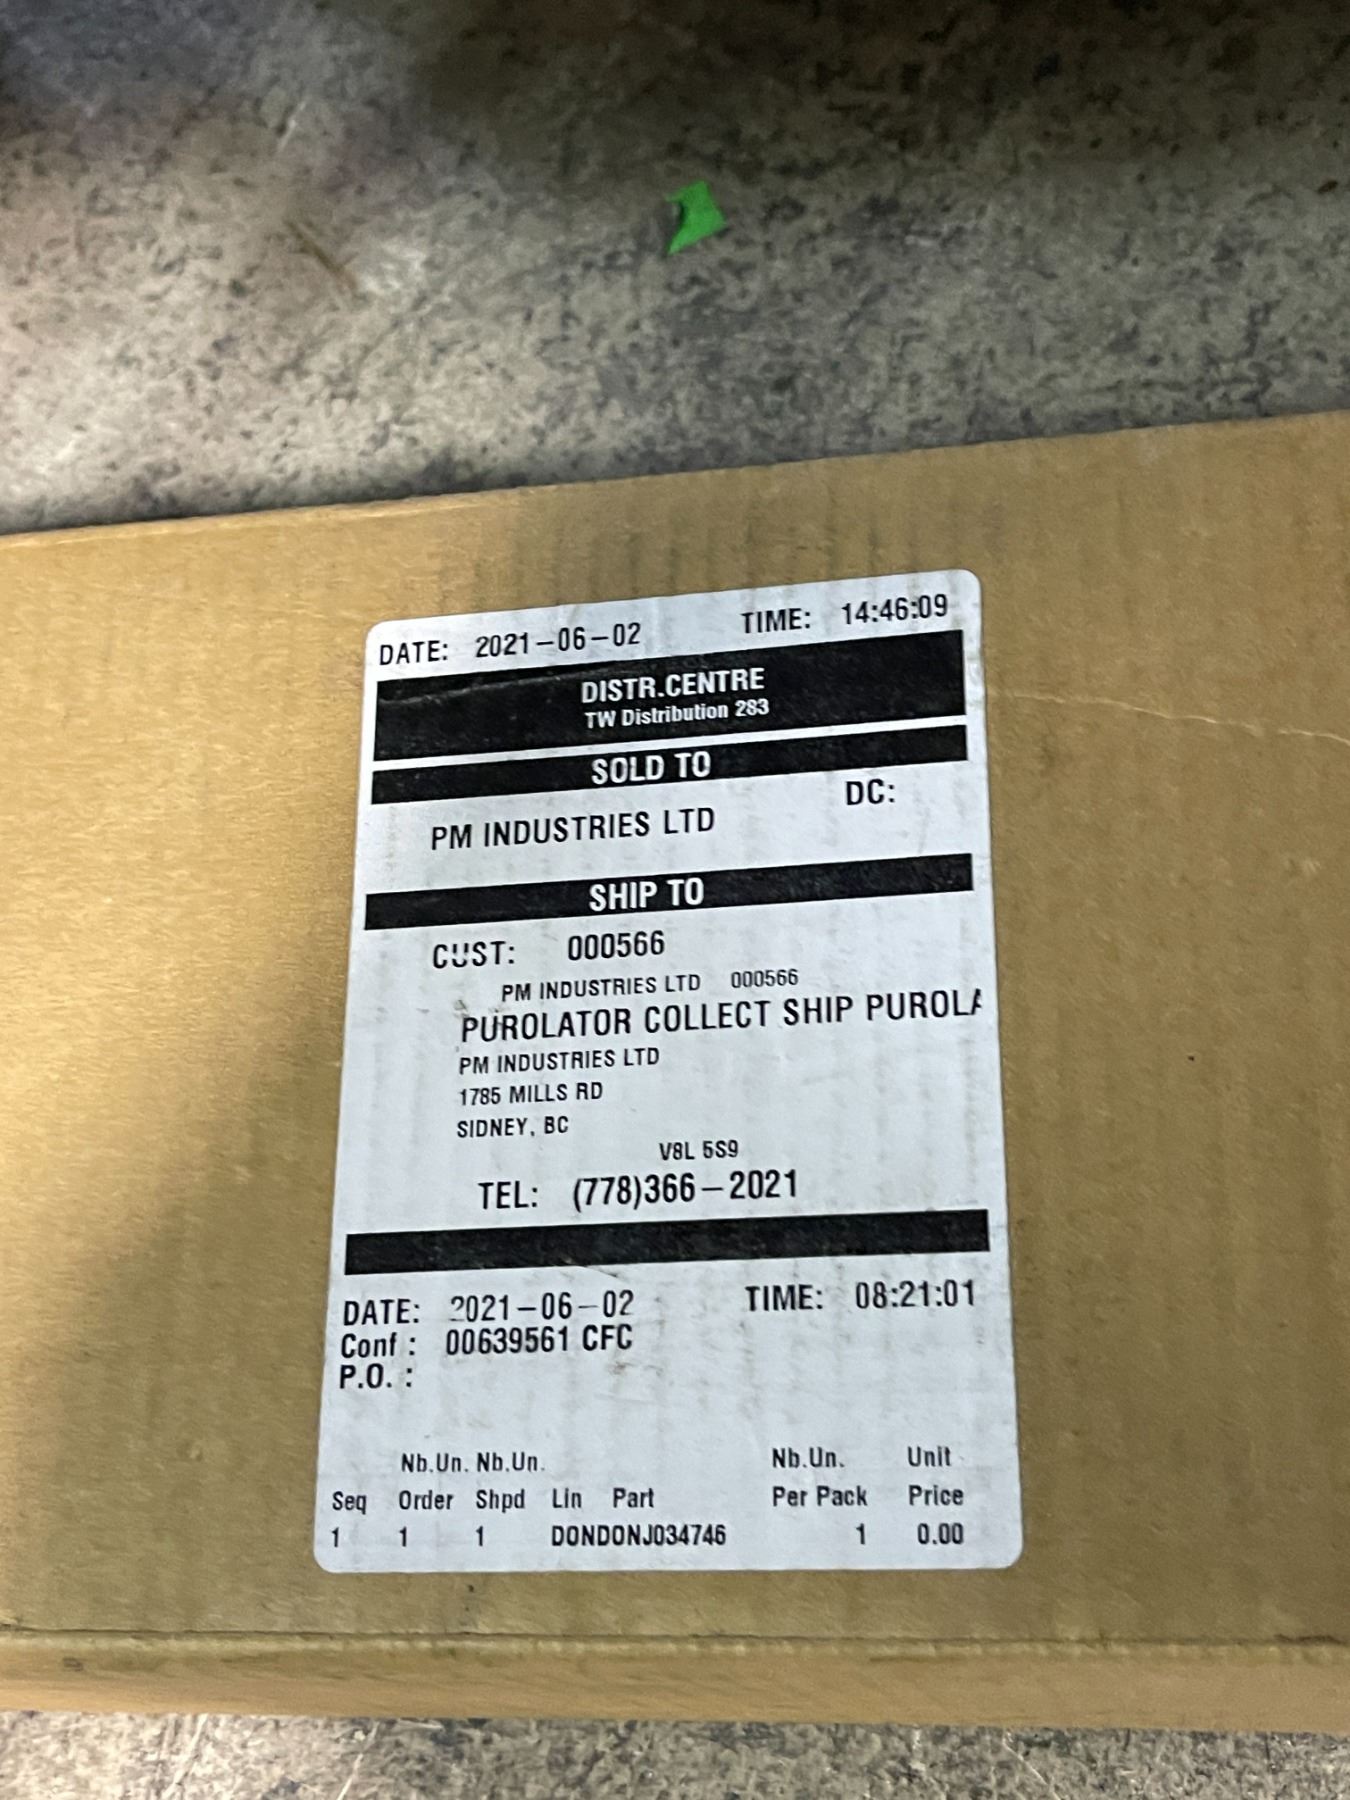 DATE: 2021-06-02 TIME: 14:46:09
DISTR.CENTRE
TW Distribution 283
SOLD TO
DC:
PM INDUSTRIES LTD
SHIP TO
CUST: 000566
PM INDUSTRIES LTD 000566
PUROLATOR COLLECT SHIP PUROLA
PM INDUSTRIES LTD
1785 MILLS RD
SIDNEY, BC
V8L 5S9
TEL: (778)366-2021
DATE: 2021-06-02 TIME: 08:21:01
Conf : 00639561 CFC
P.O. :
Nb.Un. Nb.Un. Nb.Un. Unit
Seq Order Shpd Lin Part Per Pack Price
1 1 1 DONDONJ034746 1 0.00